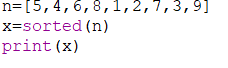 n=[5,4,6,8,1,2,7,3,9]
x=sorted(n)
print(x)